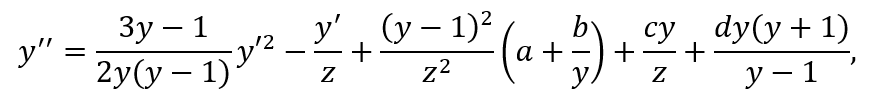 y'' = \frac{3y - 1}{2y(y - 1)} y'^2 - \frac{y'}{z} + \frac{(y - 1)^2}{z^2} \left( a + \frac{b}{y} \right) + \frac{cy}{z} + \frac{dy(y + 1)}{y - 1},